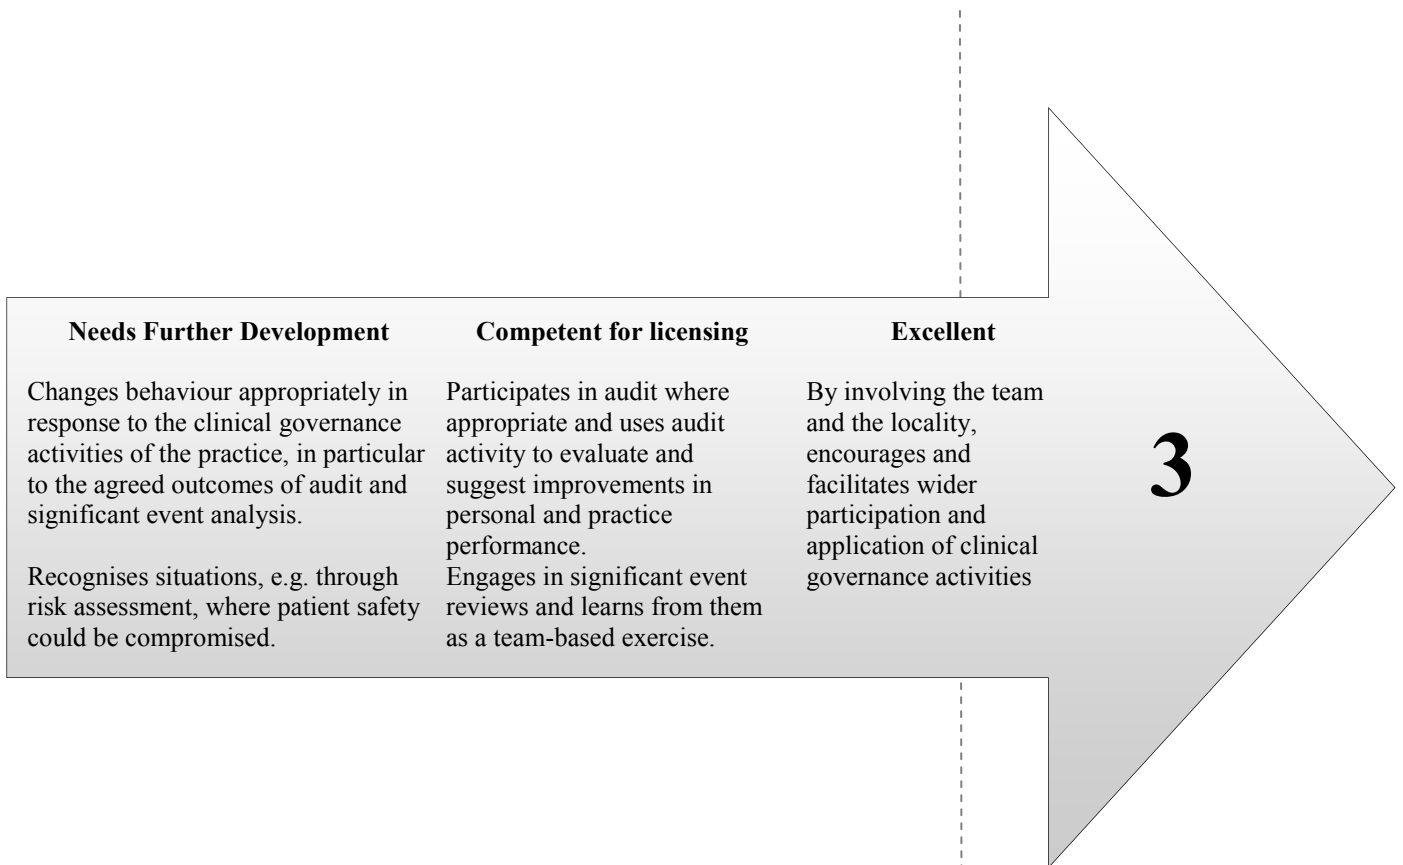 Needs Further Development
Changes behaviour appropriately in
response to the clinical governance
activities of the practice, in particular
to the agreed outcomes of audit and
significant event analysis.
Recognises situations, e.g. through
risk assessment, where patient safety
could be compromised.
Competent for licensing
Participates in audit where
appropriate and uses audit
activity to evaluate and
suggest improvements in
personal and practice
performance.
Engages in significant event
reviews and learns from them
as a team-based exercise.
Excellent
By involving the team
and the locality,
encourages and
facilitates wider
participation and
application of clinical
governance activities
3